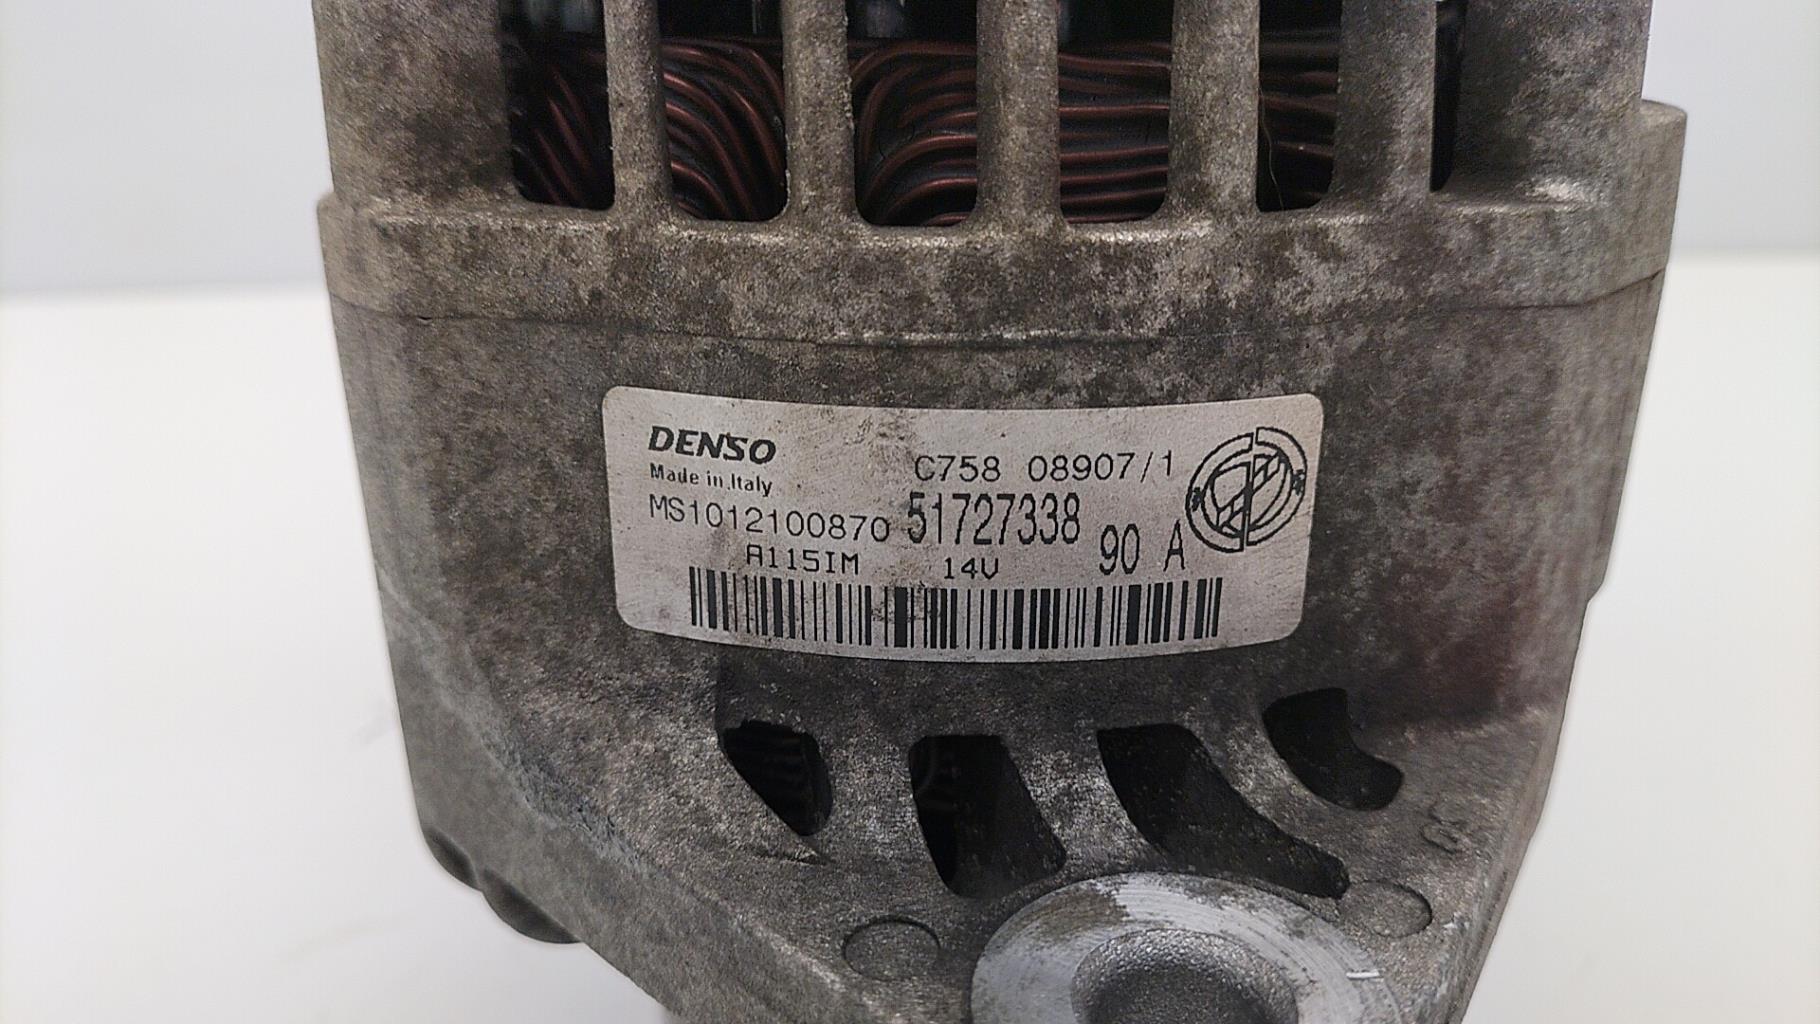 DENSO
Made in Italy
C758 08907/1
MS1012100870 51727338
A115IM 14V 90 A